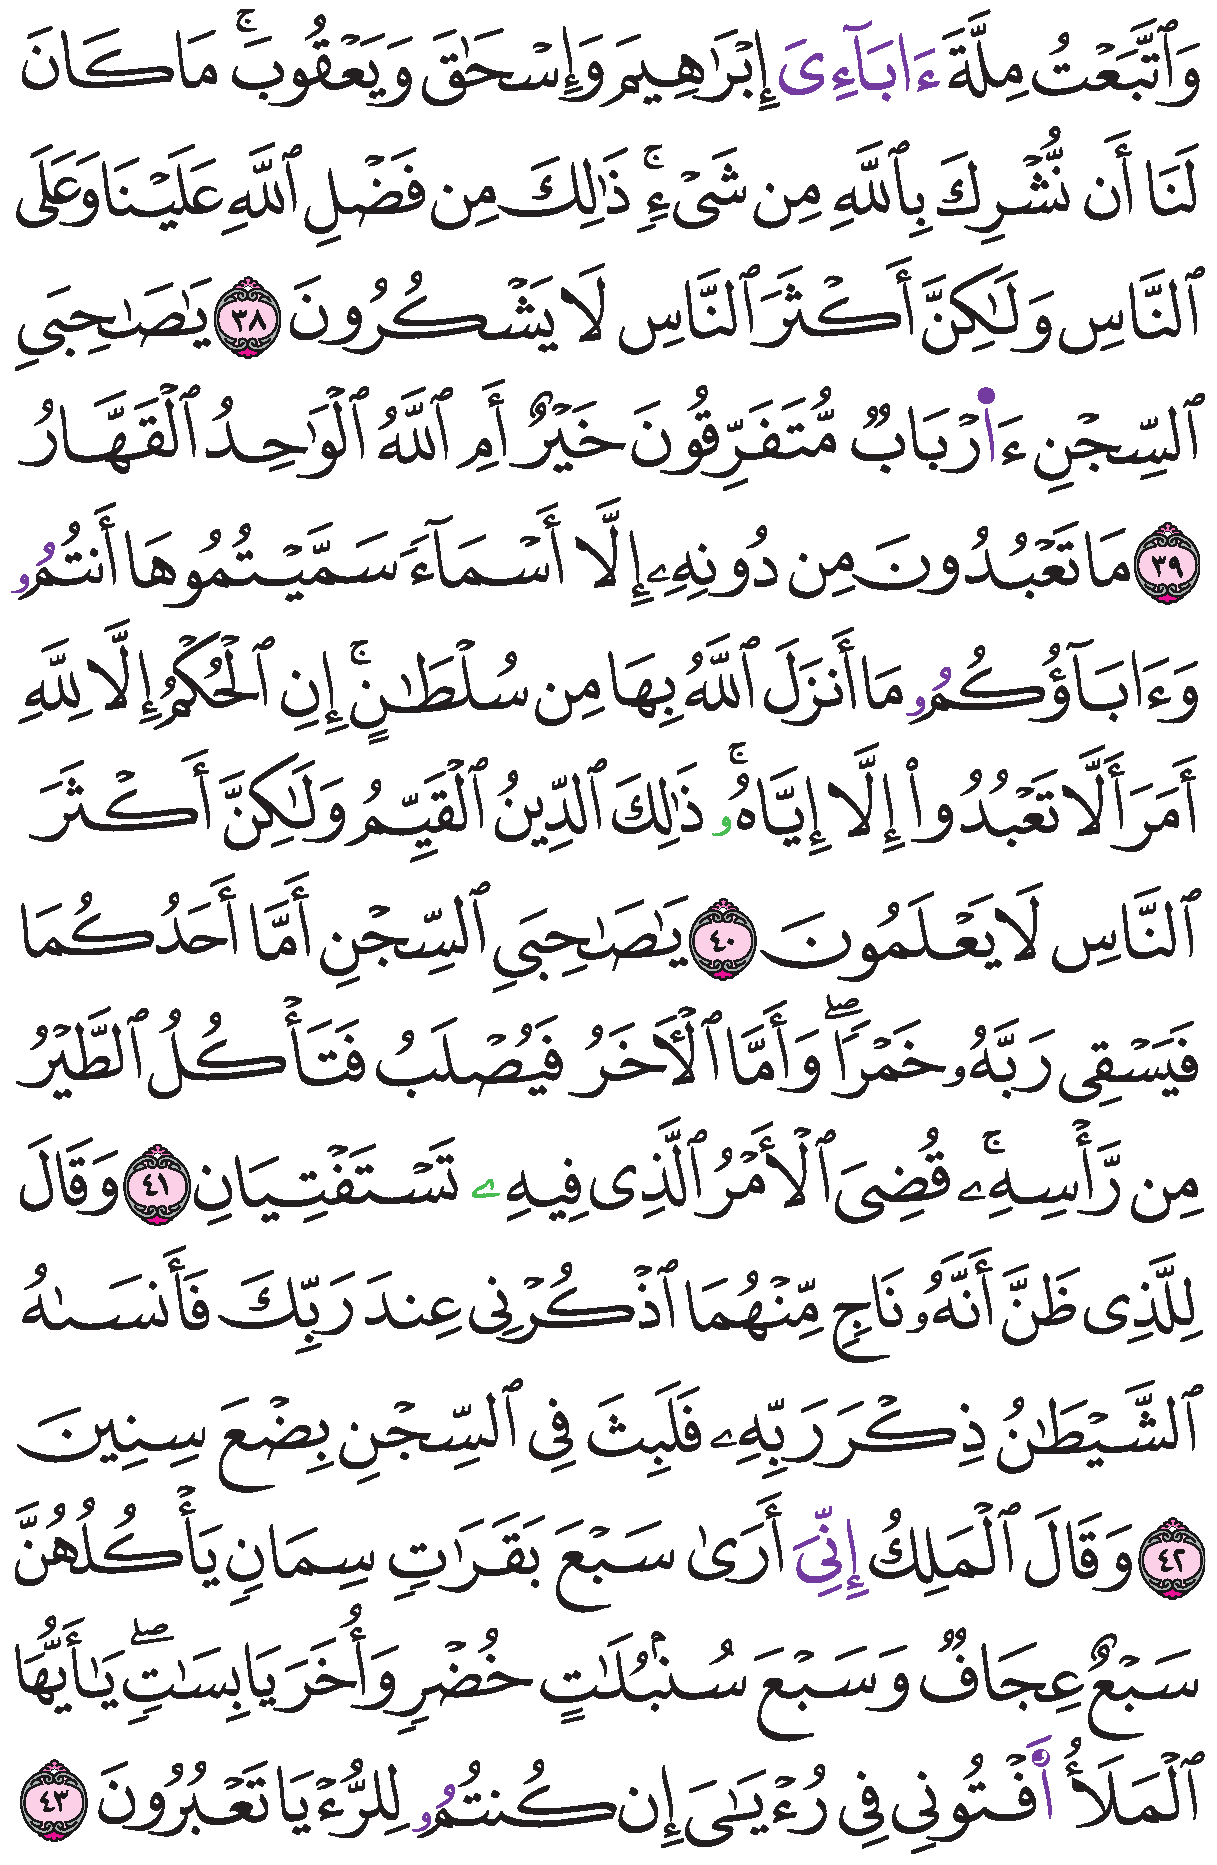 وَٱتَّبَعْتُ مِلَّةَ ءَابَآءِى إِبْرَٰهِيمَ وَإِسْحَٰقَ وَيَعْقُوبَ ۚ مَا كَانَ
لَنَا أَن نُّشْرِكَ بِٱللَّهِ مِن شَىْءٍ ۚ ذَٰلِكَ مِن فَضْلِ ٱللَّهِ عَلَيْنَا وَعَلَى
ٱلنَّاسِ وَلَٰكِنَّ أَكْثَرَ ٱلنَّاسِ لَا يَشْكُرُونَ ٣٨ يَٰصَٰحِبَىِ
ٱلسِّجْنِ ءَا۬رْبَابٌ مُّتَفَرِّقُونَ خَيْرٌ أَمِ ٱللَّهُ ٱلْوَٰحِدُ ٱلْقَهَّارُ
٣٩ مَا تَعْبُدُونَ مِن دُونِهِۦ إِلَّا أَسْمَآءً سَمَّيْتُمُوهَا أَنتُمُۥ
وَءَابَآؤُكُمُۥ مَا أَنزَلَ ٱللَّهُ بِهَا مِن سُلْطَٰنٍ ۚ إِنِ ٱلْحُكْمُ إِلَّا لِلَّهِ
أَمَرَ أَلَّا تَعْبُدُوا۟ إِلَّا إِيَّاهُۥ ۚ ذَٰلِكَ ٱلدِّينُ ٱلْقَيِّمُ وَلَٰكِنَّ أَكْثَرَ
ٱلنَّاسِ لَا يَعْلَمُونَ ٤٠ يَٰصَٰحِبَىِ ٱلسِّجْنِ أَمَّا أَحَدُكُمَا
فَيَسْقِى رَبَّهُۥ خَمْرًا ۖ وَأَمَّا ٱلْأَخَرُ فَيُصْلَبُ فَتَأْكُلُ ٱلطَّيْرُ
مِن رَّأْسِهِۦ ۚ قُضِىَ ٱلْأَمْرُ ٱلَّذِى فِيهِۦ تَسْتَفْتِيَانِ ٤١ وَقَالَ
لِلَّذِى ظَنَّ أَنَّهُۥ نَاجٍ مِّنْهُمَا ٱذْكُرْنِى عِندَ رَبِّكَ فَأَنسَىٰهُ
ٱلشَّيْطَٰنُ ذِكْرَ رَبِّهِۦ فَلَبِثَ فِى ٱلسِّجْنِ بِضْعَ سِنِينَ
٤٢ وَقَالَ ٱلْمَلِكُ إِنِّىَ أَرَىٰ سَبْعَ بَقَرَٰتٍ سِمَانٍ يَأْكُلُهُنَّ
سَبْعٌ عِجَافٌ وَسَبْعَ سُنۢبُلَٰتٍ خُضْرٍ وَأُخَرَ يَابِسَٰتٍ ۖ يَٰأَيُّهَا
ٱلْمَلَأُ ا۬فْتُونِى فِى رُءْيَٰىَ إِن كُنتُمُۥ لِلرُّءْيَا تَعْبُرُونَ ٤٣